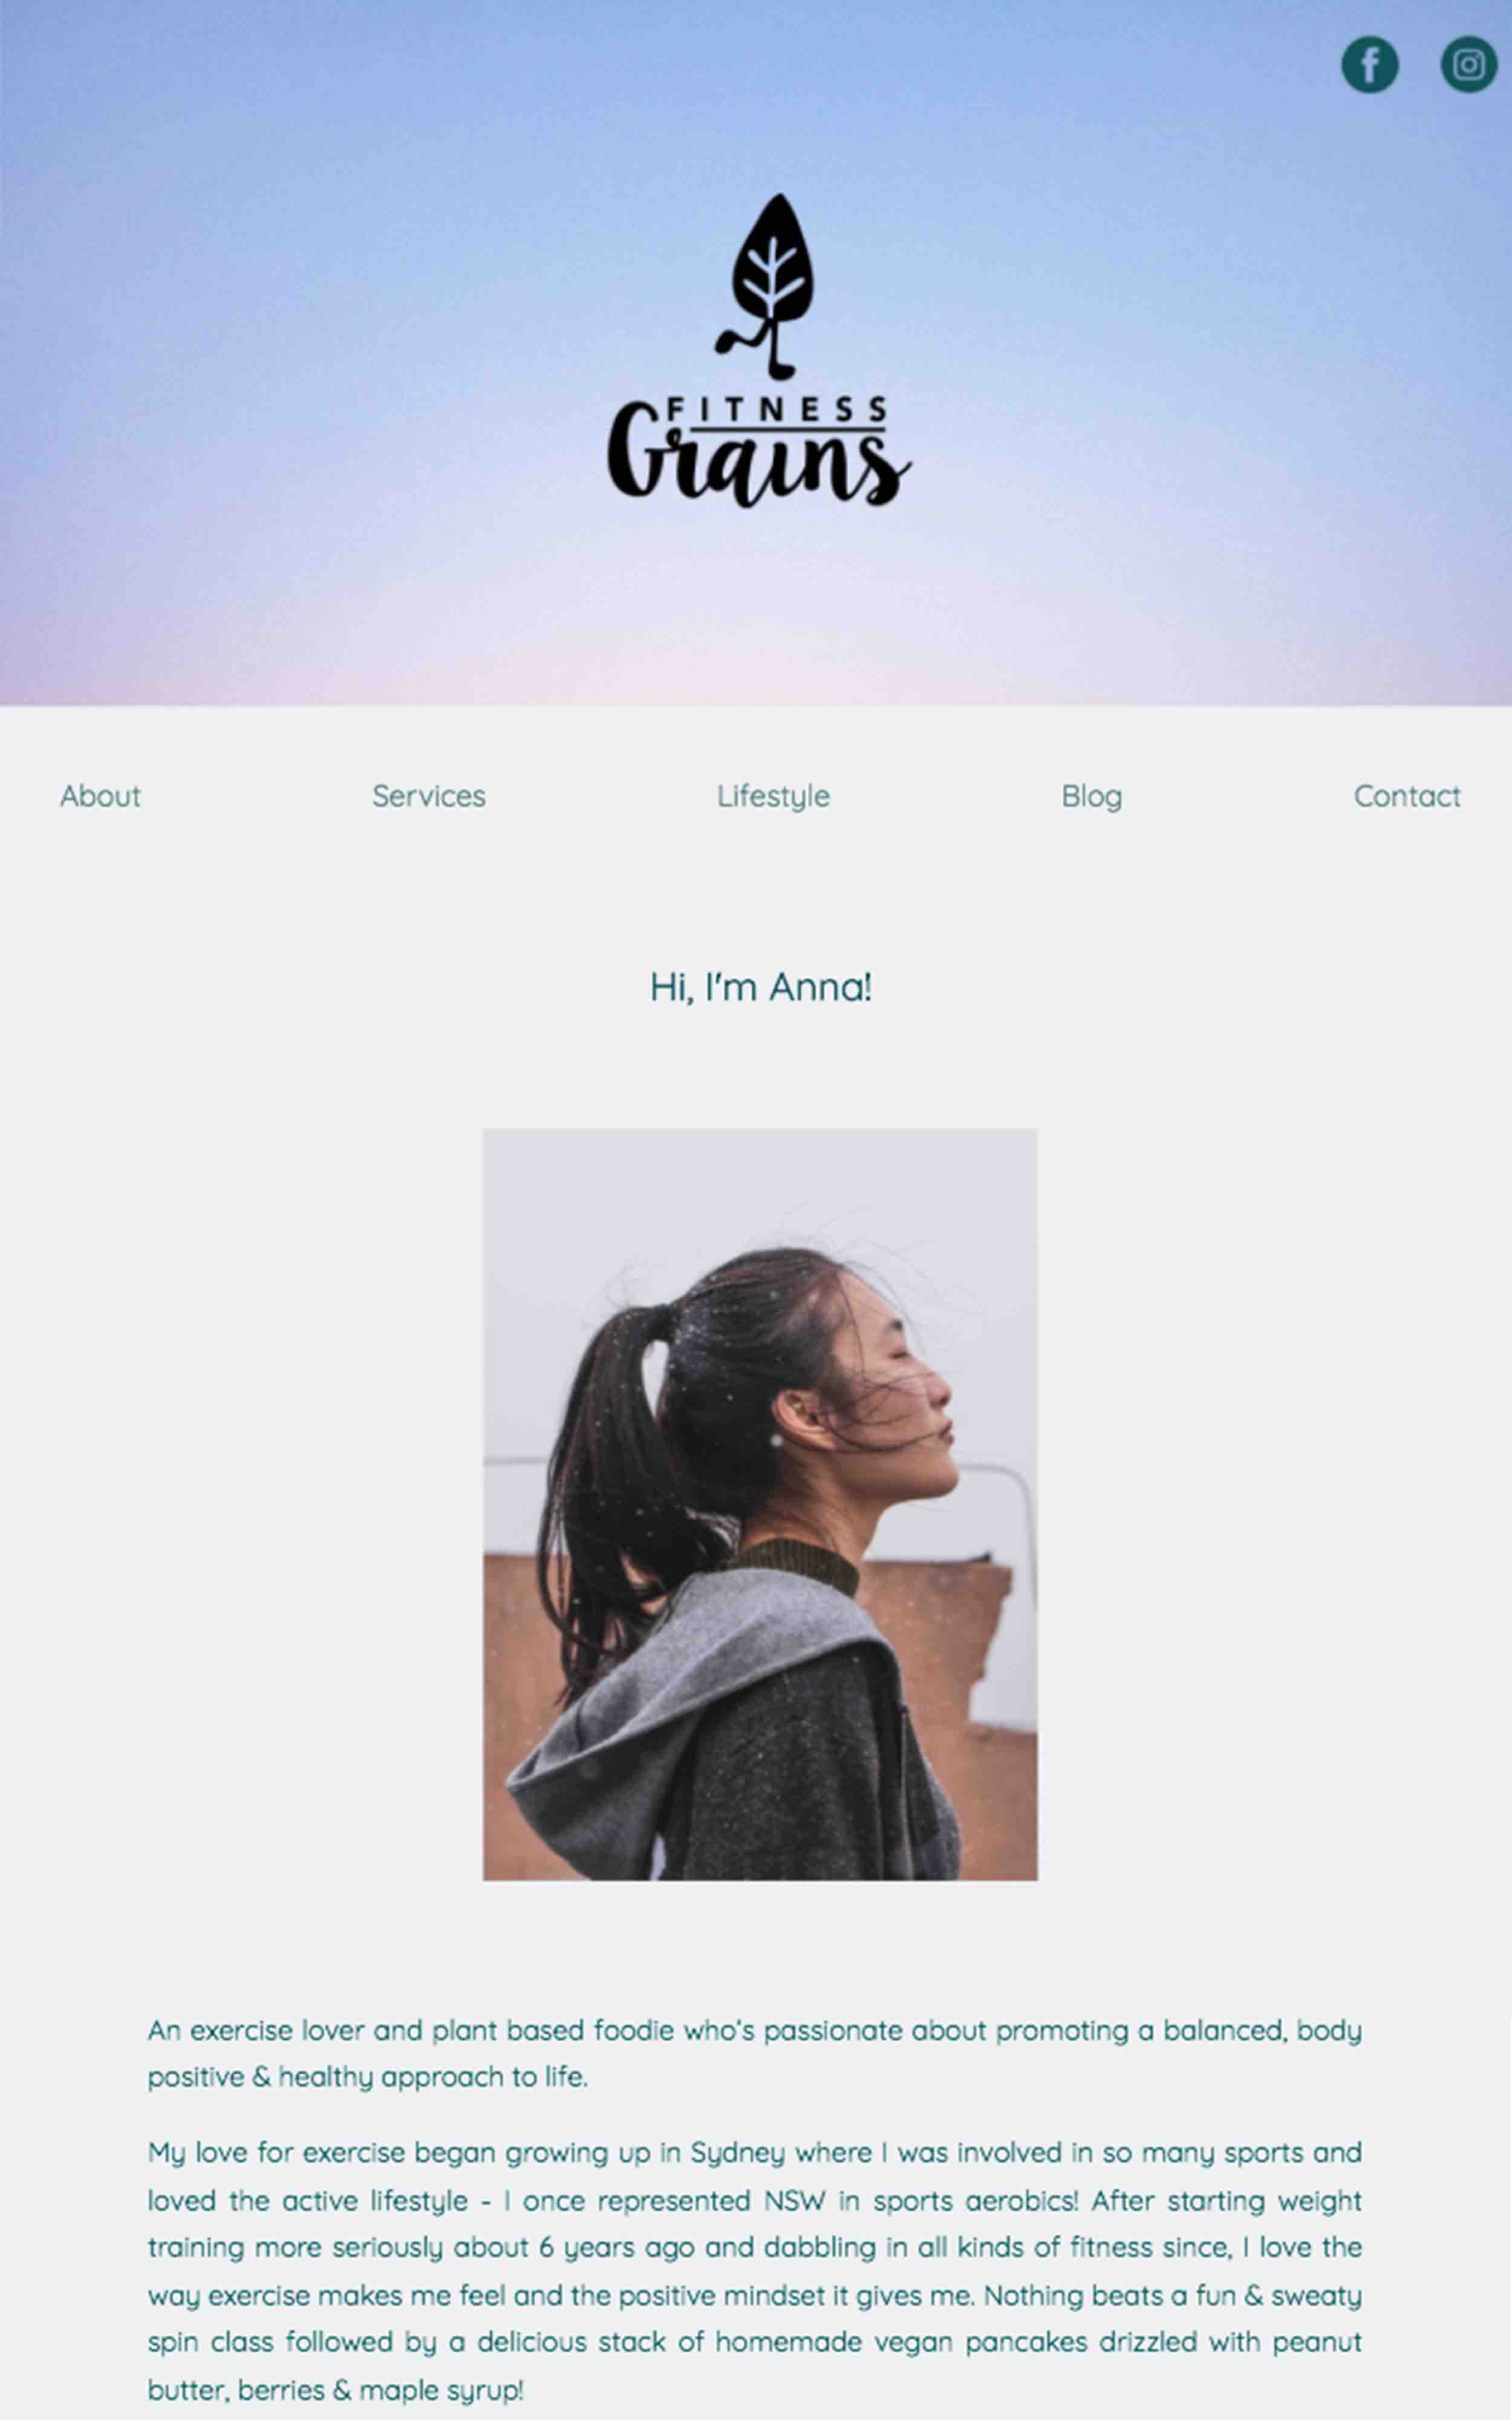 FITNESS
Grains
About Services Lifestyle Blog Contact
Hi, I'm Anna!
An exercise lover and plant based foodie who's passionate about promoting a balanced, body
positive & healthy approach to life.
My love for exercise began growing up in Sydney where I was involved in so many sports and
loved the active lifestyle - I once represented NSW in sports aerobics! After starting weight
training more seriously about 6 years ago and dabbling in all kinds of fitness since, I love the
way exercise makes me feel and the positive mindset it gives me. Nothing beats a fun & sweaty
spin class followed by a delicious stack of homemade vegan pancakes drizzled with peanut
butter, berries & maple syrup!